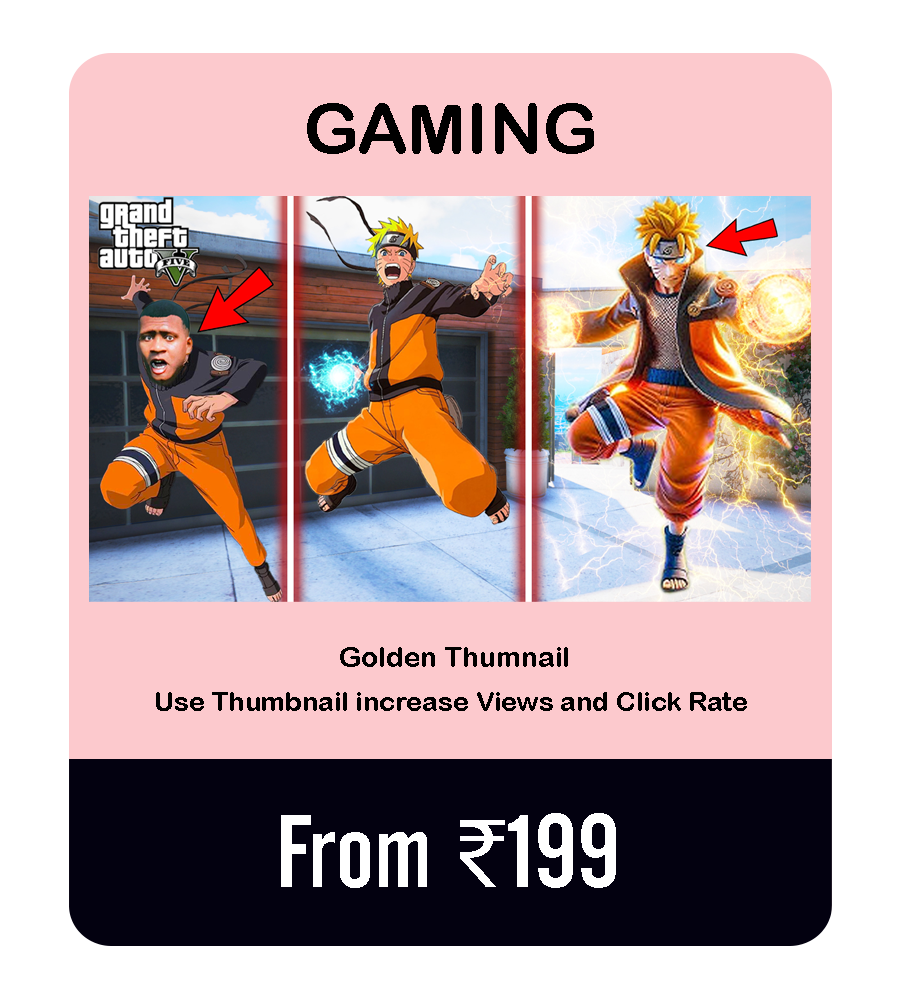 GAMING
grand
theft
auto V
FIVE
Golden Thumnail
Use Thumbnail increase Views and Click Rate
From ₹199